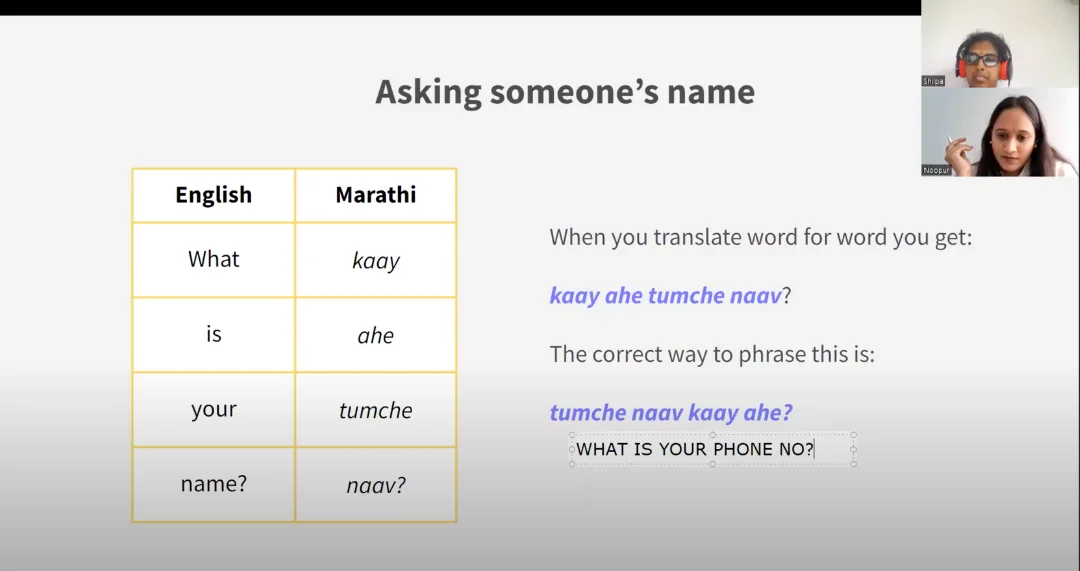 Asking someone's name
Shilpa
Noopur
English Marathi
What kaay
is ahe
your tumche
name? naav?
When you translate word for word you get:
kaay ahe tumche naav?
The correct way to phrase this is:
tumche naav kaay ahe?
WHAT IS YOUR PHONE NO?